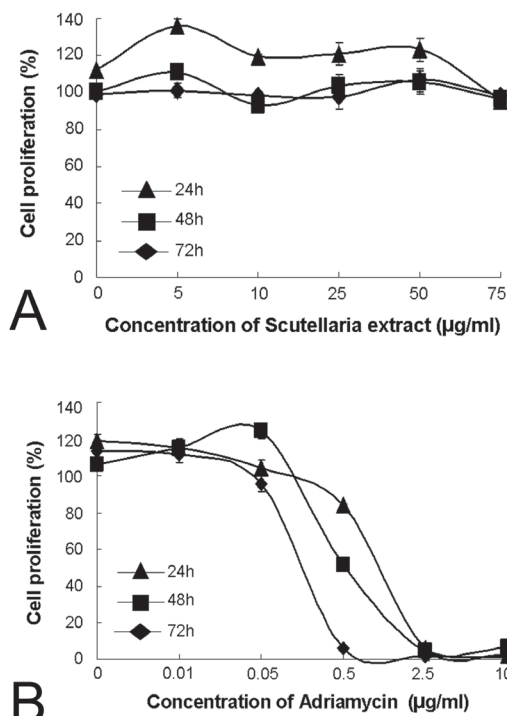 140
120
100
80
60
40
20
0
Cell proliferation (%)
24h
48h
72h
0 5 10 25 50 75
A
Concentration of Scutellaria extract (µg/ml)
140
120
100
80
60
40
20
0
Cell proliferation (%)
24h
48h
72h
0 0.01 0.05 0.5 2.5 10
B
Concentration of Adriamycin (µg/ml)